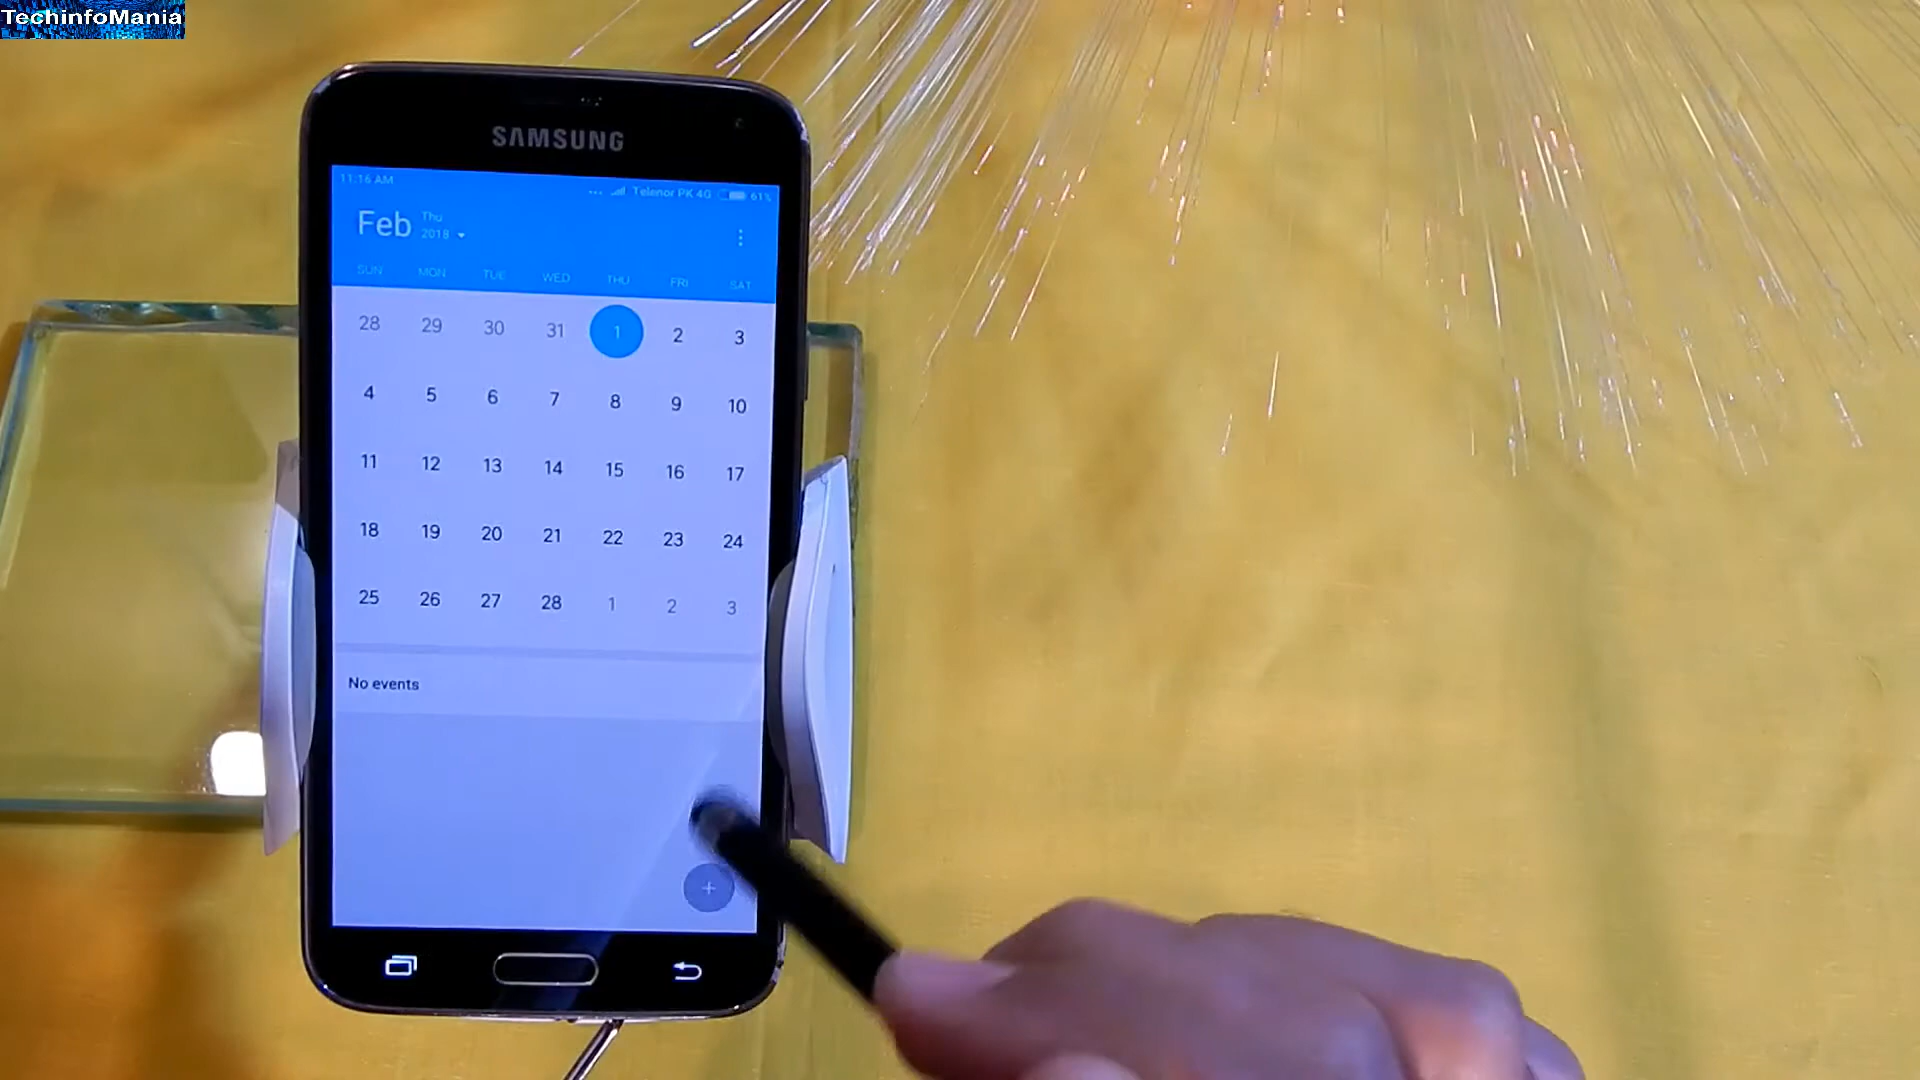 TechinfoMania
SAMSUNG
11:16 AM
Telenor PK 4G 61%
Feb Thu
2018
SUN MON TUE WED THU FRI SAT
28 29 30 31 1 2 3
4 5 6 7 8 9 10
11 12 13 14 15 16 17
18 19 20 21 22 23 24
25 26 27 28 1 2 3
No events